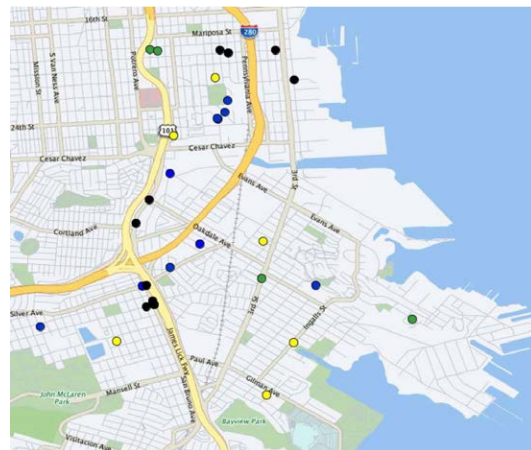 16th St
Mariposa St
280
Mission St
S Van Ness Ave
Potrero Ave
Pennsylvania Ave
24th St
101
Cesar Chavez
Cesar Chavez
3rd St
Evans Ave
Evans Ave
Cortland Ave
Oakdale Ave
Silver Ave
3rd St
Ingalls St
James Lick Fwy
San Bruno Ave
Paul Ave
Mansell St
Gilman Ave
John McLaren
Park
Bayview Park
Visitacion Ave